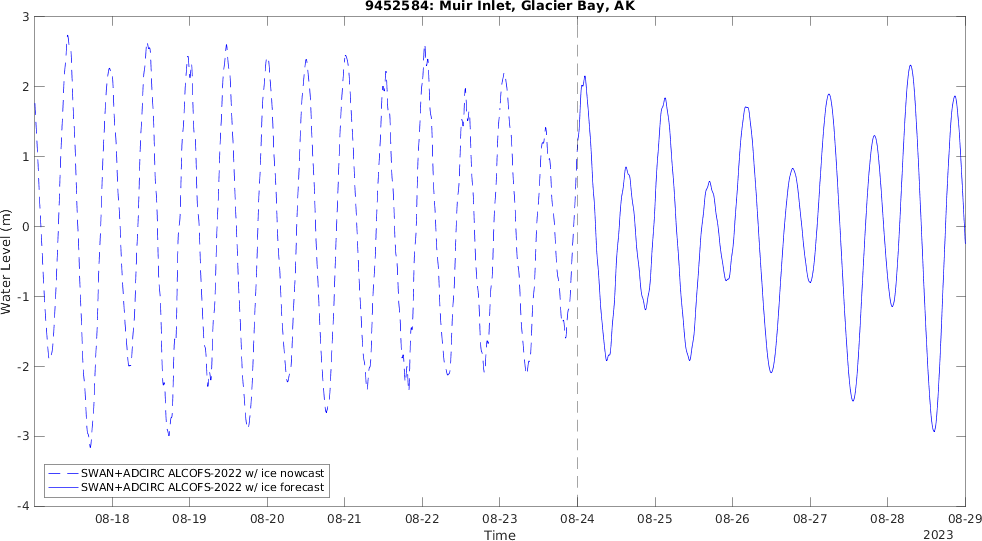 9452584: Muir Inlet, Glacier Bay, AK
3
2
1
0
-1
-2
-3
-4
Water Level (m)
SWAN+ADCIRC ALCOFS-2022 w/ ice nowcast
SWAN+ADCIRC ALCOFS-2022 w/ ice forecast
08-18 08-19 08-20 08-21 08-22 08-23 08-24 08-25 08-26 08-27 08-28 08-29
Time
2023